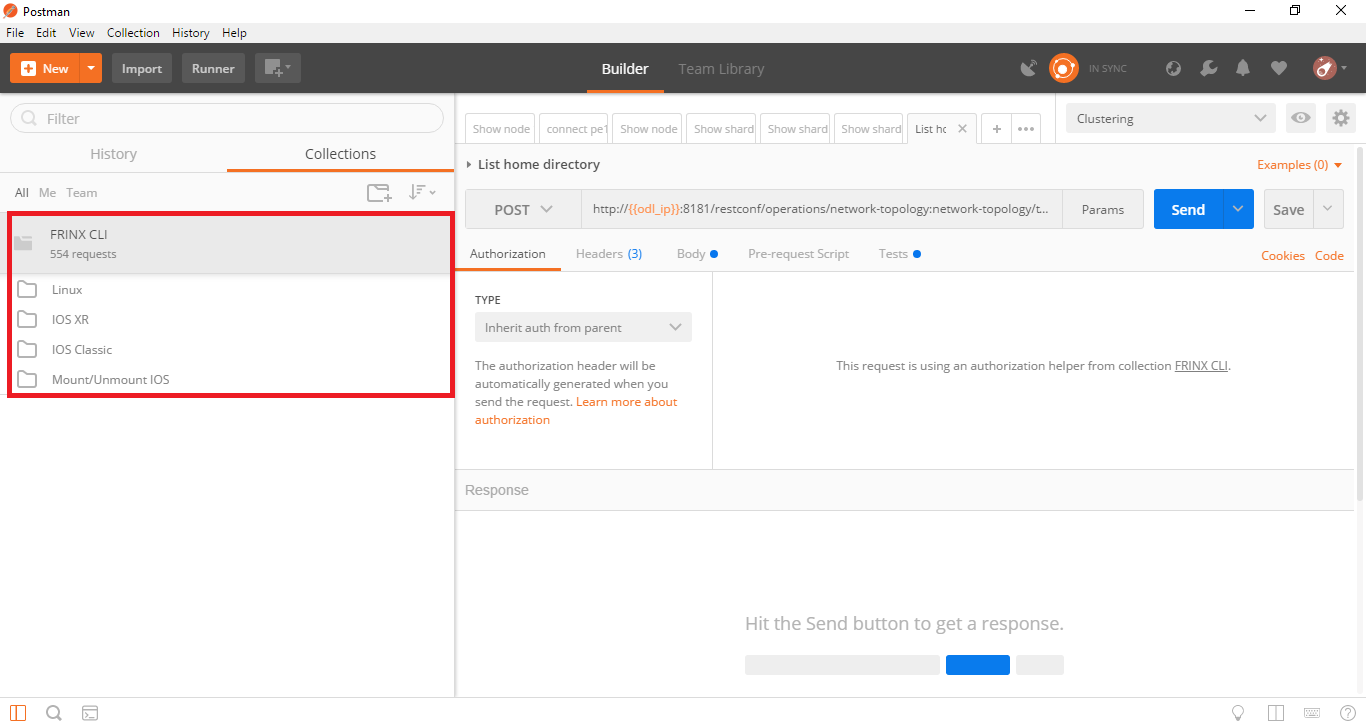 Postman
File Edit View Collection History Help
New Import Runner Builder Team Library IN SYNC
Filter
History Collections
All Me Team
FRINX CLI
554 requests
Linux
IOS XR
IOS Classic
Mount/Unmount IOS
Show node connect pe1 Show node Show shard Show shard Show shard List ho
Clustering
List home directory Examples (0)
POST http://{{odl_ip}}:8181/restconf/operations/network-topology:network-topology/t... Params Send Save
Authorization Headers (3) Body Pre-request Script Tests Cookies Code
TYPE
Inherit auth from parent
The authorization header will be
automatically generated when you
send the request. Learn more about
authorization
This request is using an authorization helper from collection FRINX CLI.
Response
Hit the Send button to get a response.